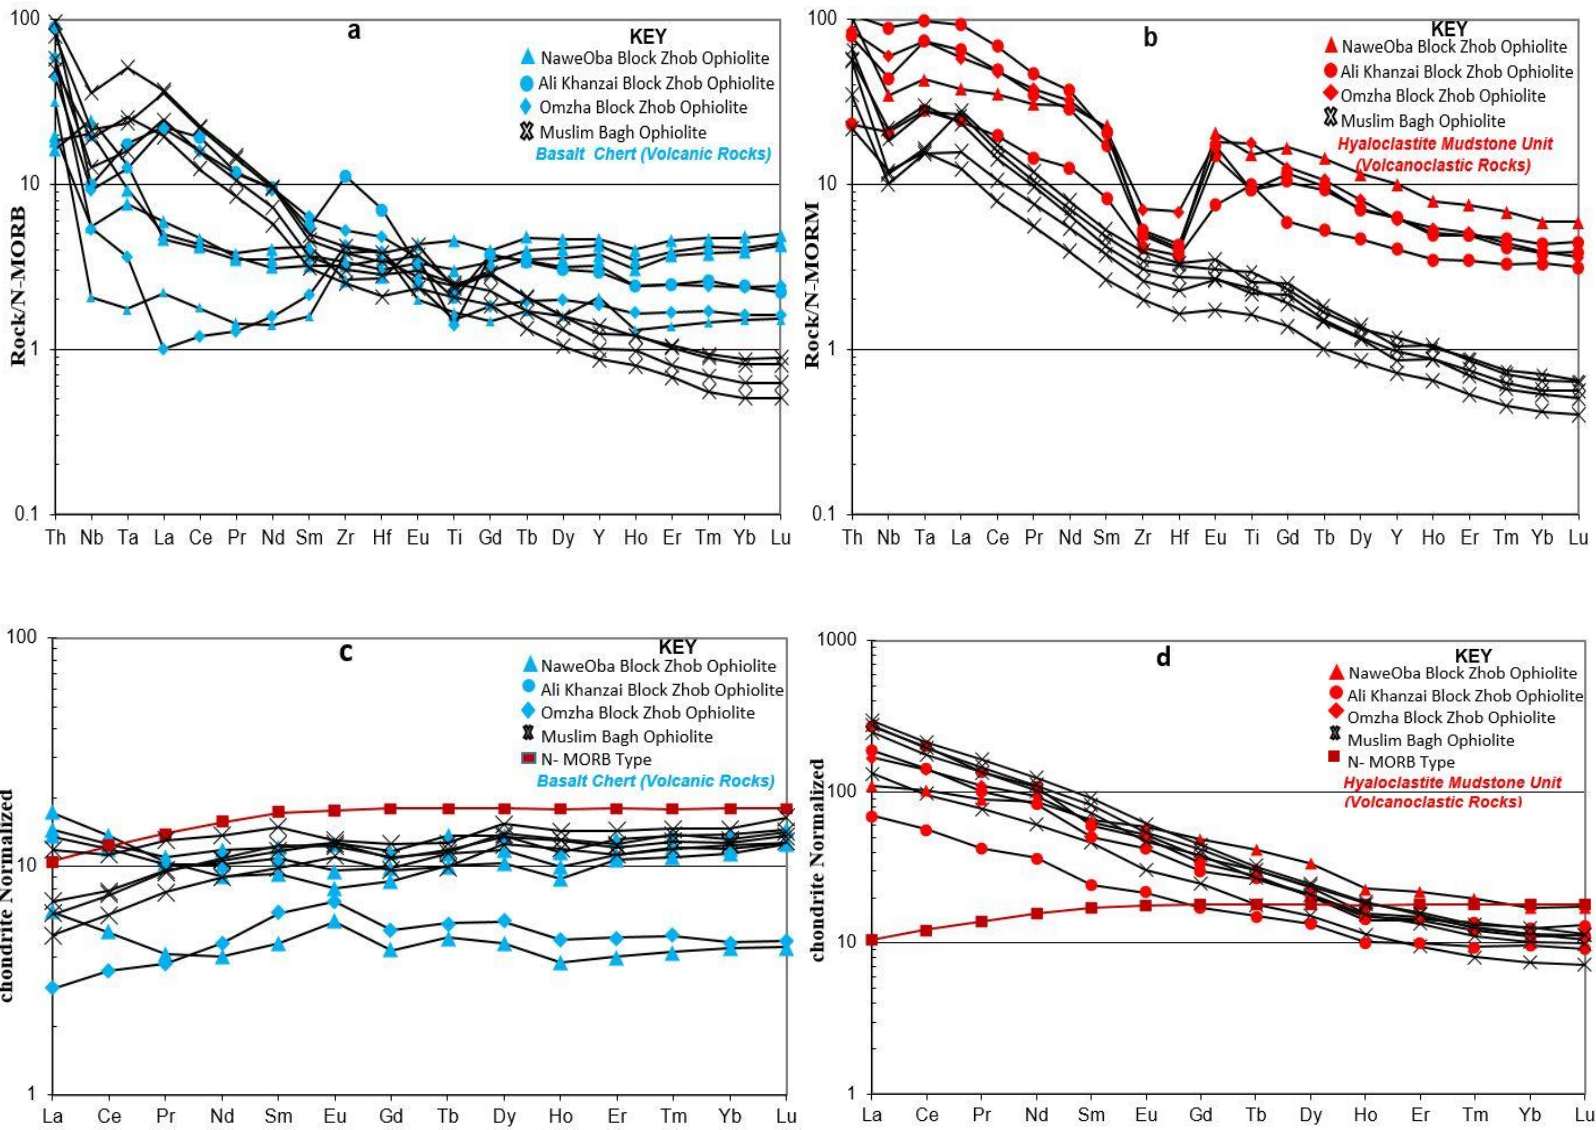 a
KEY
NaweOba Block Zhob Ophiolite
Ali Khanzai Block Zhob Ophiolite
Omzha Block Zhob Ophiolite
Muslim Bagh Ophiolite
Basalt Chert (Volcanic Rocks)
Rock/N-MORB
100
10
1
0.1
Th Nb Ta La Ce Pr Nd Sm Zr Hf Eu Ti Gd Tb Dy Y Ho Er Tm Yb Lu
b
KEY
NaweOba Block Zhob Ophiolite
Ali Khanzai Block Zhob Ophiolite
Omzha Block Zhob Ophiolite
Muslim Bagh Ophiolite
Hyaloclastite Mudstone Unit
(Volcanoclastic Rocks)
Rock/N-MORM
100
10
1
0.1
Th Nb Ta La Ce Pr Nd Sm Zr Hf Eu Ti Gd Tb Dy Y Ho Er Tm Yb Lu
c
KEY
NaweOba Block Zhob Ophiolite
Ali Khanzai Block Zhob Ophiolite
Omzha Block Zhob Ophiolite
Muslim Bagh Ophiolite
N- MORB Type
Basalt Chert (Volcanic Rocks)
chondrite Normalized
100
10
1
La Ce Pr Nd Sm Eu Gd Tb Dy Ho Er Tm Yb Lu
d
KEY
NaweOba Block Zhob Ophiolite
Ali Khanzai Block Zhob Ophiolite
Omzha Block Zhob Ophiolite
Muslim Bagh Ophiolite
N- MORB Type
Hyaloclastite Mudstone Unit
(Volcanoclastic Rocks)
chondrite Normalized
1000
100
10
1
La Ce Pr Nd Sm Eu Gd Tb Dy Ho Er Tm Yb Lu